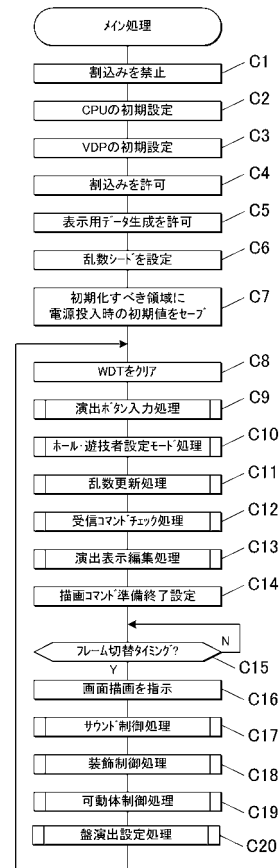 メイン処理
割込みを禁止
C1
CPUの初期設定
C2
VDPの初期設定
C3
割込みを許可
C4
表示用データ生成を許可
C5
乱数シードを設定
C6
初期化すべき領域に
電源投入時の初期値をセーブ
C7
WDTをクリア
C8
演出ボタン入力処理
C9
ホール・遊技者設定モード処理
C10
乱数更新処理
C11
受信コマンドチェック処理
C12
演出表示編集処理
C13
描画コマンド準備終了設定
C14
フレーム切替タイミング?
N
C15
Y
画面描画を指示
C16
サウンド制御処理
C17
装飾制御処理
C18
可動体制御処理
C19
盤演出設定処理
C20